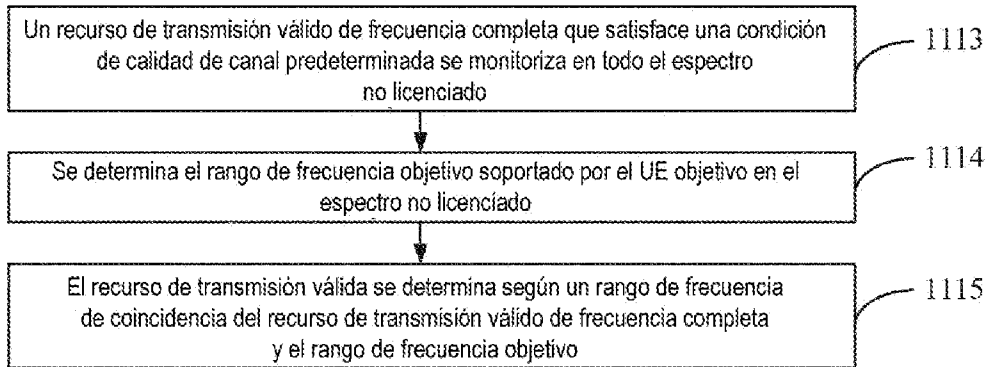 Un recurso de transmisión válido de frecuencia completa que satisface una condición
de calidad de canal predeterminada se monitoriza en todo el espectro
no licenciado
1113
Se determina el rango de frecuencia objetivo soportado por el UE objetivo en el
espectro no licenciado
1114
El recurso de transmisión válida se determina según un rango de frecuencia
de coincidencia del recurso de transmisión válido de frecuencia completa
y el rango de frecuencia objetivo
1115